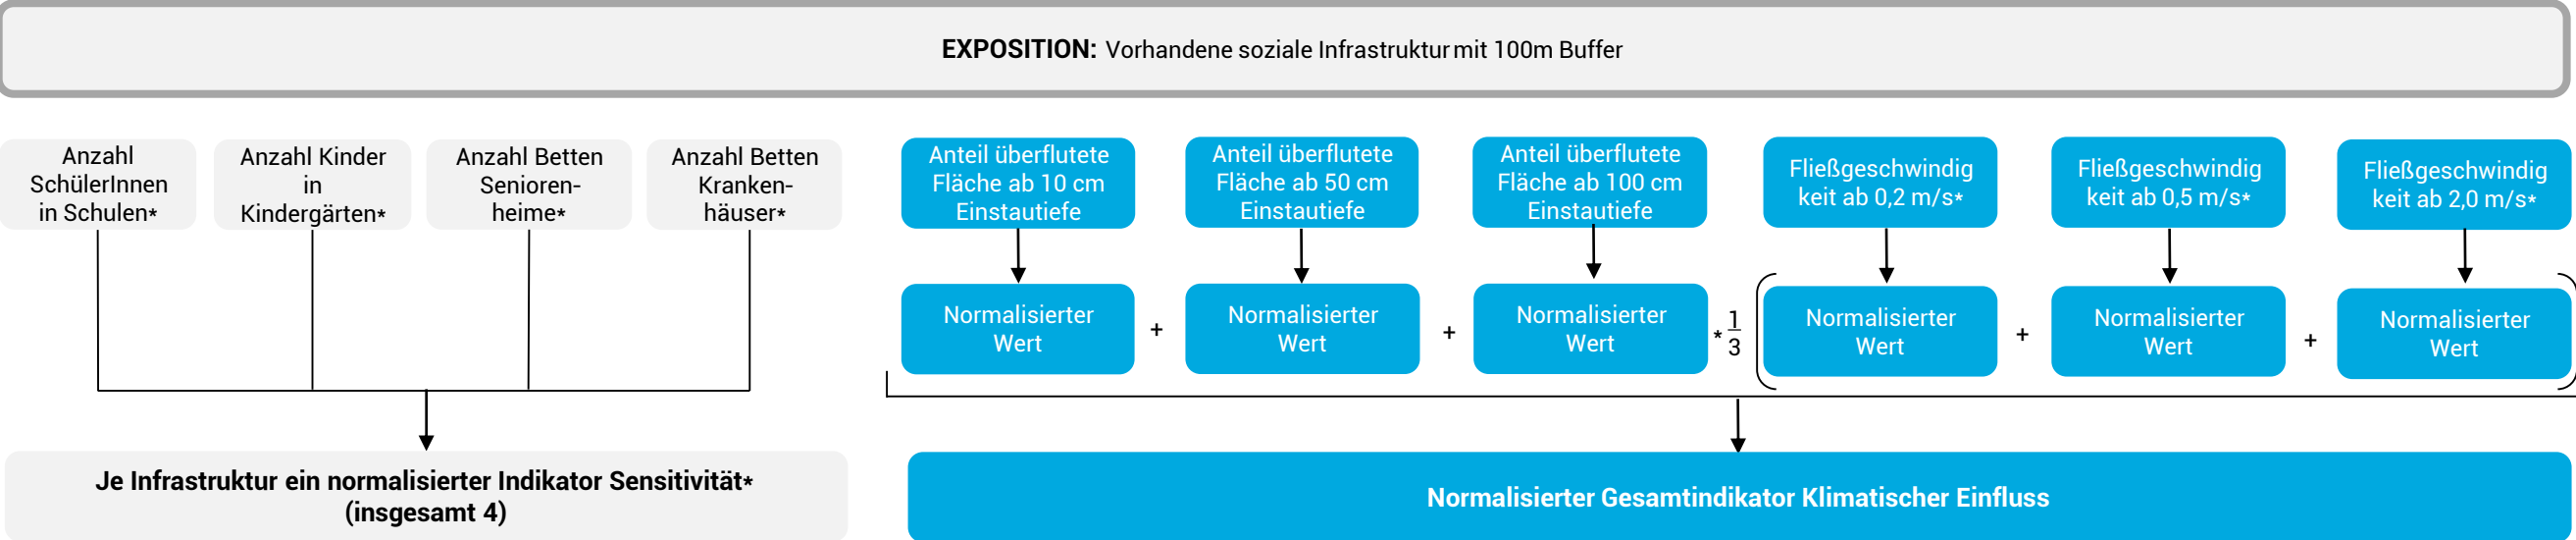 EXPOSITION: Vorhandene soziale Infrastruktur mit 100m Buffer
Anzahl
SchülerInnen
in Schulen*
Anzahl Kinder
in
Kindergärten*
Anzahl Betten
Senioren-
heime*
Anzahl Betten
Kranken-
häuser*
Anteil überflutete
Fläche ab 10 cm
Einstautiefe
Anteil überflutete
Fläche ab 50 cm
Einstautiefe
Anteil überflutete
Fläche ab 100 cm
Einstautiefe
Fließgeschwindig
keit ab 0,2 m/s*
Fließgeschwindig
keit ab 0,5 m/s*
Fließgeschwindig
keit ab 2,0 m/s*
Normalisierter
Wert
+
Normalisierter
Wert
+
Normalisierter
Wert
* 1/3
(
Normalisierter
Wert
+
Normalisierter
Wert
+
Normalisierter
Wert
)
Je Infrastruktur ein normalisierter Indikator Sensitivität*
(insgesamt 4)
Normalisierter Gesamtindikator Klimatischer Einfluss